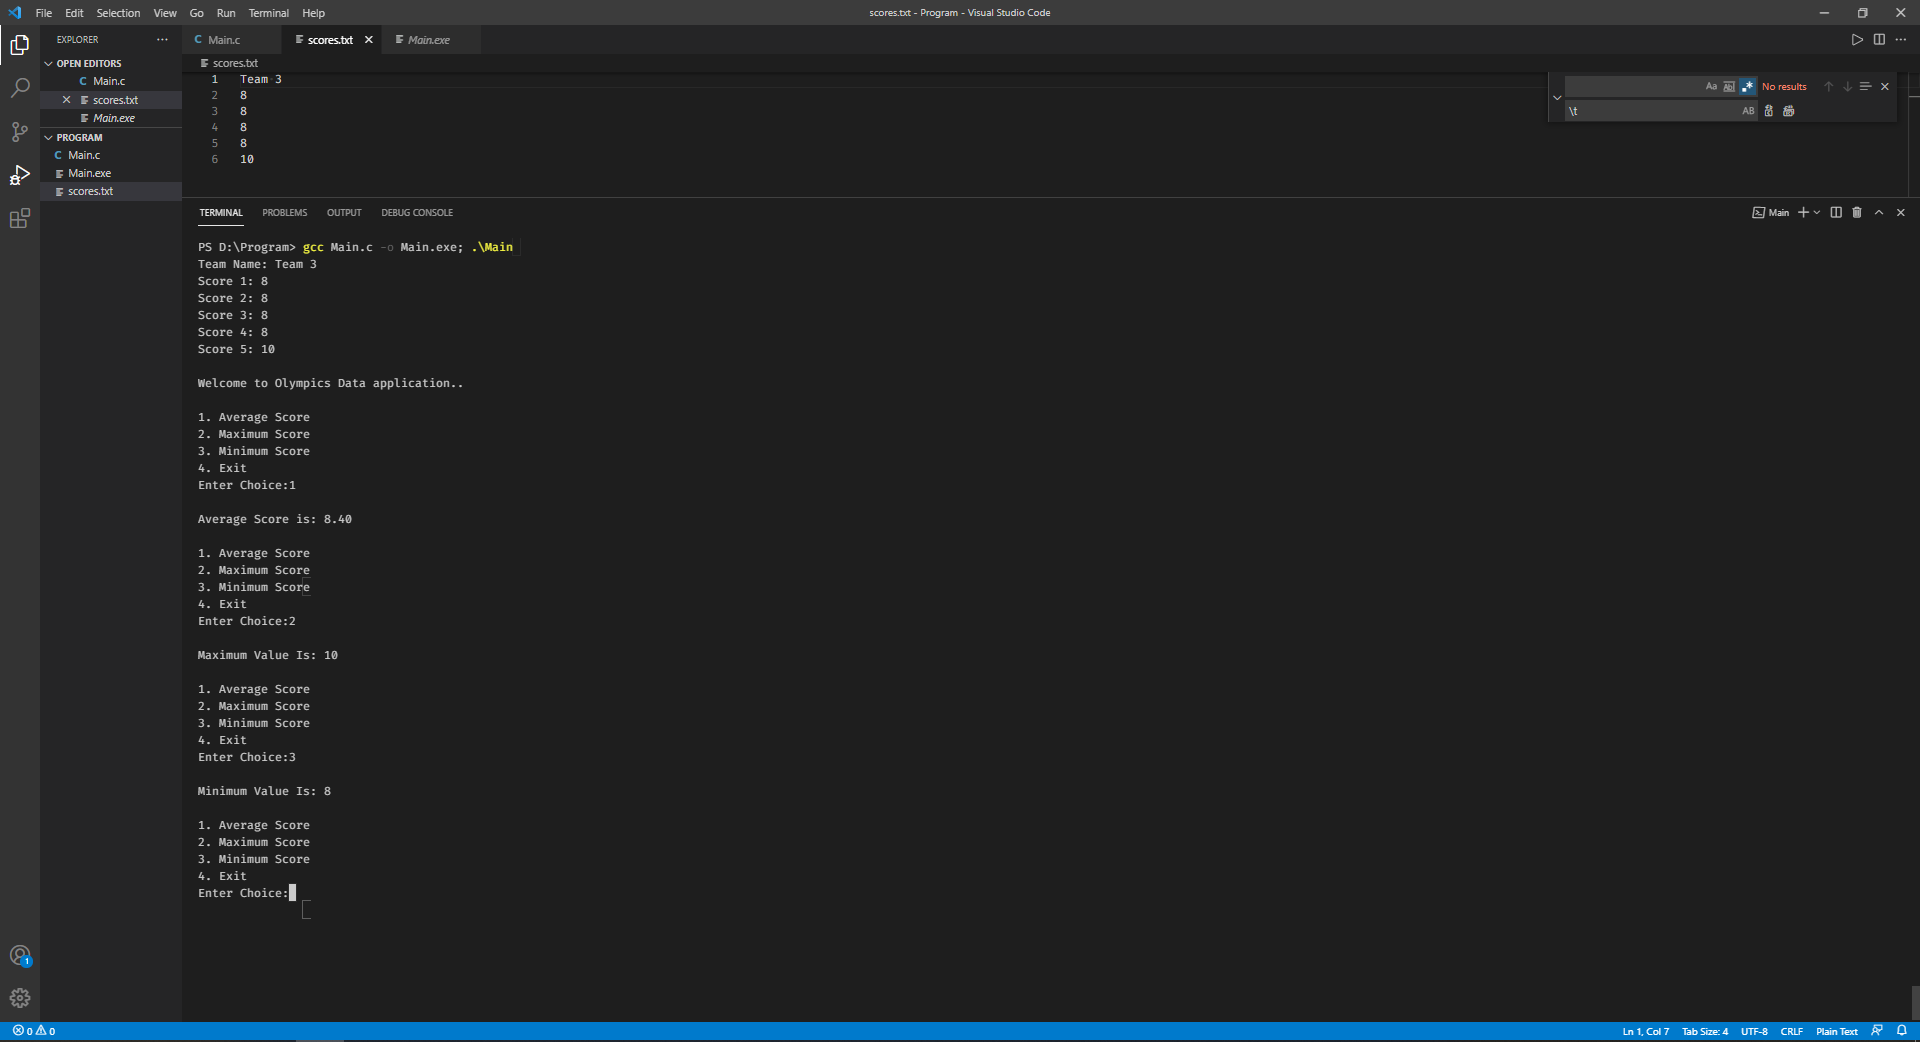 File Edit Selection View Go Run Terminal Help
scores.txt - Program - Visual Studio Code
EXPLORER
OPEN EDITORS
C Main.c
scores.txt
Main.exe
PROGRAM
C Main.c
Main.exe
scores.txt
C Main.c scores.txt Main.exe
scores.txt
1 Team 3
2 8
3 8
4 8
5 8
6 10
Aa Ab No results
\t AB
TERMINAL PROBLEMS OUTPUT DEBUG CONSOLE
Main
PS D:\Program> gcc Main.c -o Main.exe; .\Main
Team Name: Team 3
Score 1: 8
Score 2: 8
Score 3: 8
Score 4: 8
Score 5: 10
Welcome to Olympics Data application..
1. Average Score
2. Maximum Score
3. Minimum Score
4. Exit
Enter Choice:1
Average Score is: 8.40
1. Average Score
2. Maximum Score
3. Minimum Score
4. Exit
Enter Choice:2
Maximum Value Is: 10
1. Average Score
2. Maximum Score
3. Minimum Score
4. Exit
Enter Choice:3
Minimum Value Is: 8
1. Average Score
2. Maximum Score
3. Minimum Score
4. Exit
Enter Choice:
1
0 0
Ln 1, Col 7 Tab Size: 4 UTF-8 CRLF Plain Text